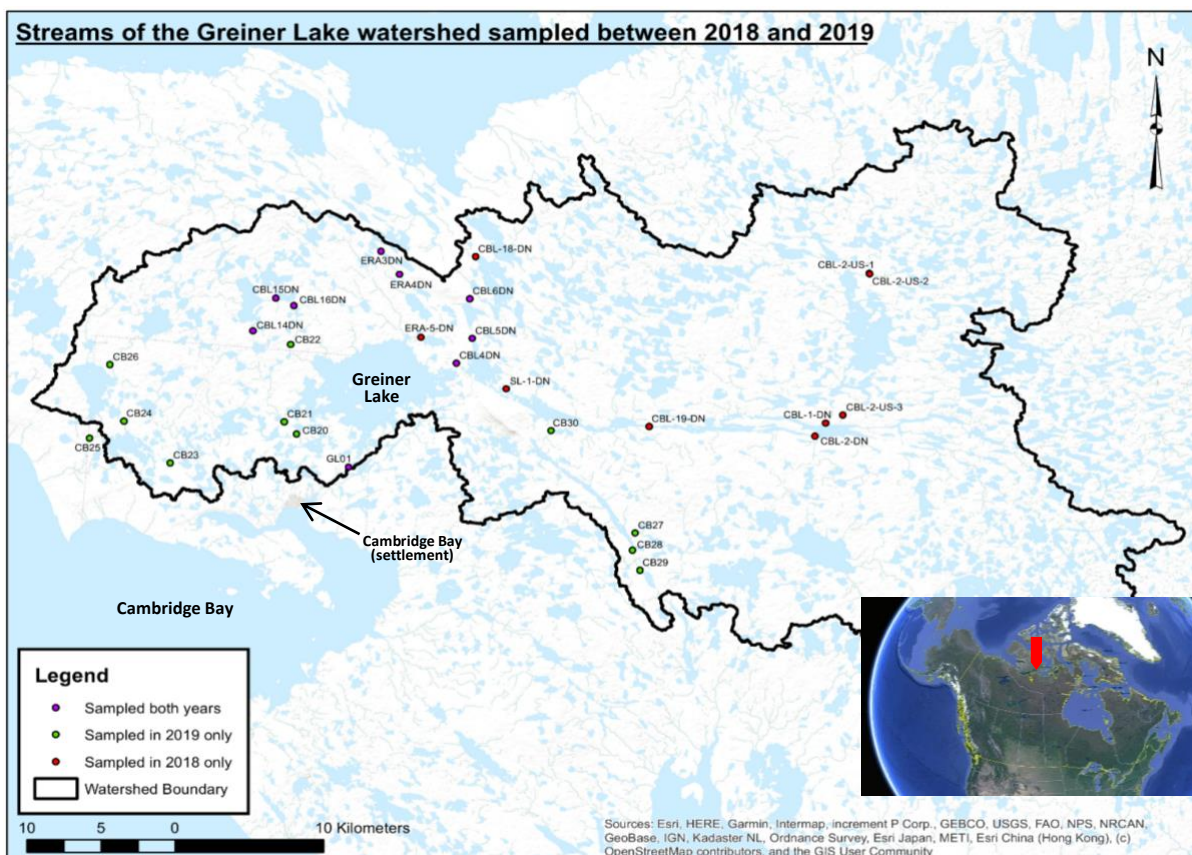 Streams of the Greiner Lake watershed sampled between 2018 and 2019
N
ERA3DN
CBL-18-DN
ERA4DN
CBL-2-US-1
CBL-2-US-2
CBL15DN
CBL16DN
CBL6DN
CBL14DN
CB22
ERA-5-DN
CBL5DN
CB26
CBL4DN
Greiner
Lake
SL-1-DN
CB24
CB21
CB20
CB25
CB23
GL01
CB30
CBL-19-DN
CBL-1-DN
CBL-2-US-3
CBL-2-DN
Cambridge Bay
(settlement)
CB27
CB28
CB29
Cambridge Bay
Legend
Sampled both years
Sampled in 2019 only
Sampled in 2018 only
Watershed Boundary
10 5 0 10 Kilometers
Sources: Esri, HERE, Garmin, Intermap, increment P Corp., GEBCO, USGS, FAO, NPS, NRCAN,
GeoBase, IGN, Kadaster NL, Ordnance Survey, Esri Japan, METI, Esri China (Hong Kong), (c)
OpenStreetMap contributors, and the GIS User Community